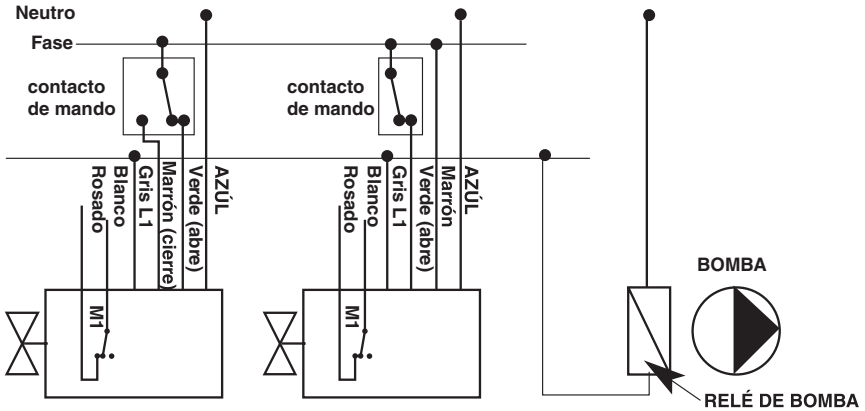 Neutro
Fase
contacto
de mando
contacto
de mando
Rosado
Blanco
Gris L1
Marrón (cierre)
Verde (abre)
AZÚL
Rosado
Blanco
Gris L1
Verde (abre)
Marrón
AZÚL
M1
M1
BOMBA
RELÉ DE BOMBA